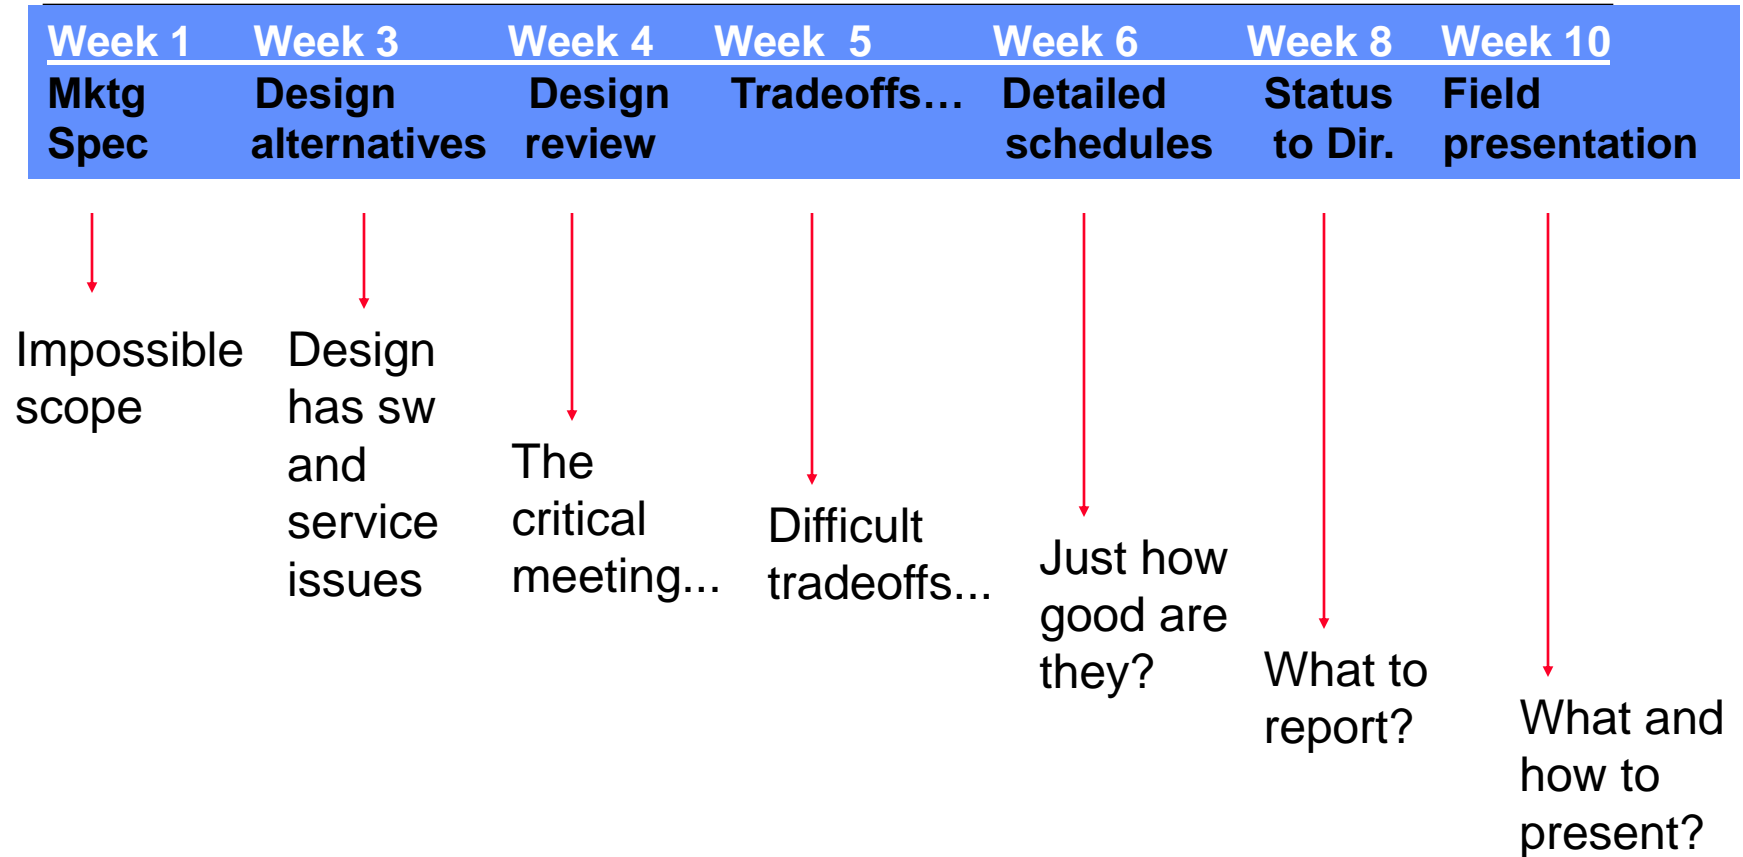 Week 1 Week 3 Week 4 Week 5 Week 6 Week 8 Week 10
Mktg Design Design Tradeoffs... Detailed Status Field
Spec alternatives review schedules to Dir. presentation
Impossible
scope
Design
has sw
and
service
issues
The
critical
meeting...
Difficult
tradeoffs...
Just how
good are
they?
What to
report?
What and
how to
present?